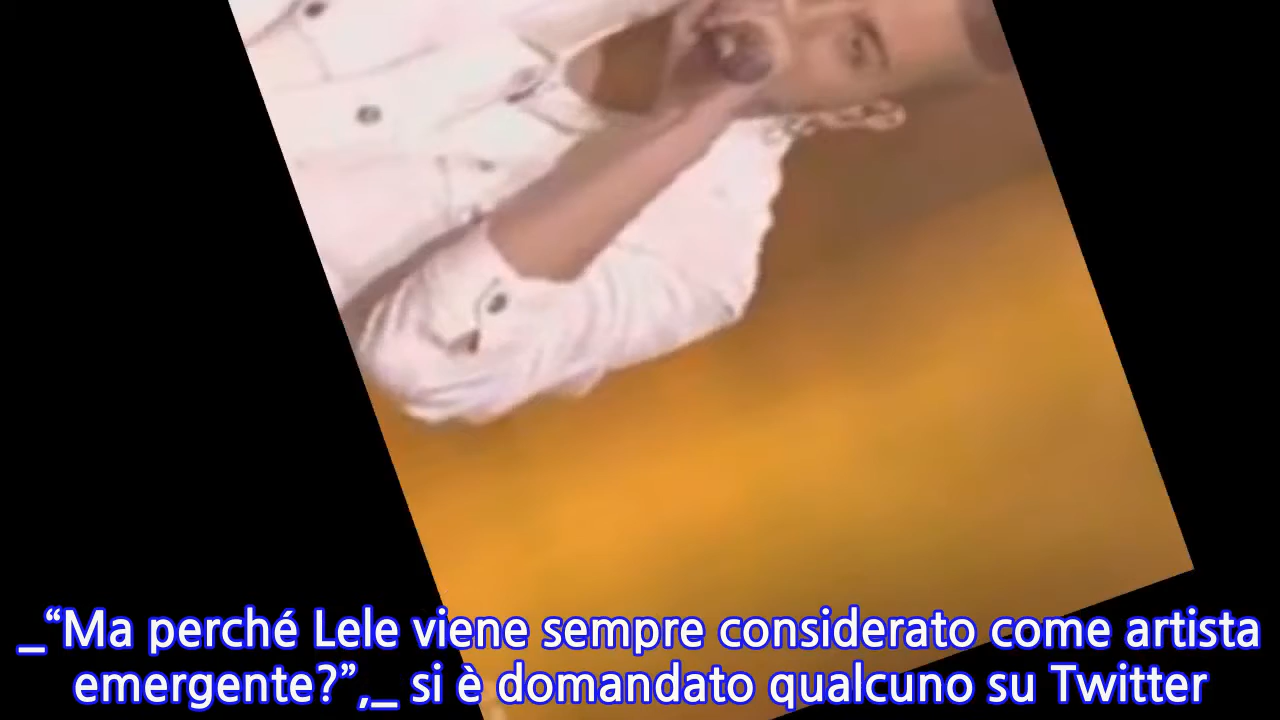 _“Ma perché Lele viene sempre considerato come artista
emergente?”,_ si è domandato qualcuno su Twitter